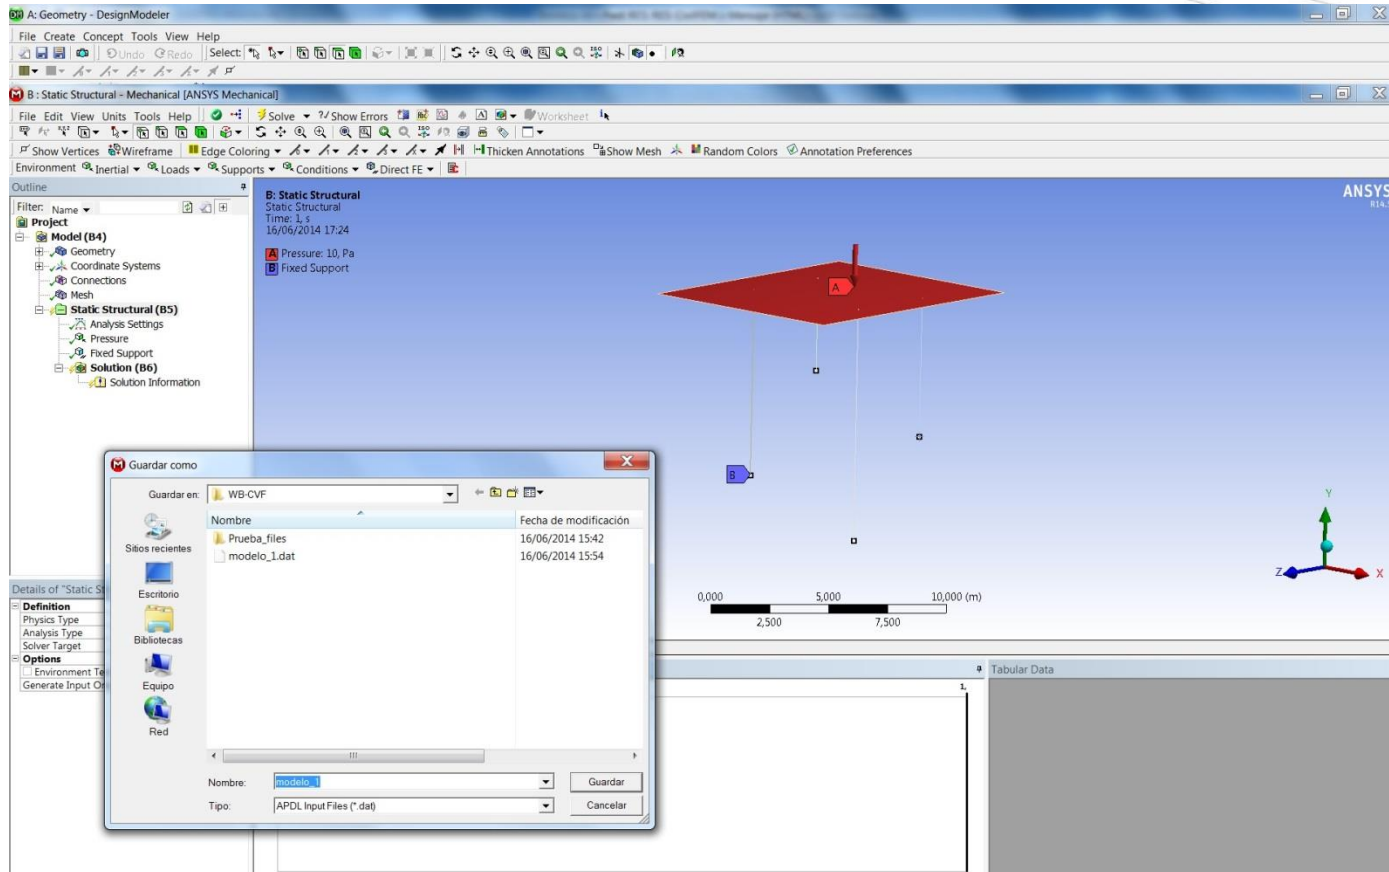 A: Geometry - DesignModeler
File Create Concept Tools View Help
Undo Redo Select:
B : Static Structural - Mechanical [ANSYS Mechanical]
File Edit View Units Tools Help Solve ?/ Show Errors Worksheet
Show Vertices Wireframe Edge Coloring Thicken Annotations Show Mesh Random Colors Annotation Preferences
Environment Inertial Loads Supports Conditions Direct FE
Outline
Filter: Name
Project
Model (B4)
Geometry
Coordinate Systems
Connections
Mesh
Static Structural (B5)
Analysis Settings
Pressure
Fixed Support
Solution (B6)
Solution Information
B: Static Structural
Static Structural
Time: 1, s
16/06/2014 17:24
A Pressure: 10, Pa
B Fixed Support
ANSYS
A
B
Y
Z X
0,000 5,000 10,000 (m)
2,500 7,500
Guardar como
Guardar en: WB-CVF
Nombre Fecha de modificación
Prueba_files 16/06/2014 15:42
modelo_1.dat 16/06/2014 15:54
Sitios recientes
Escritorio
Bibliotecas
Equipo
Red
Nombre: modelo_1 Guardar
Tipo: APDL Input Files (*.dat) Cancelar
Details of "Static St
Definition
Physics Type
Analysis Type
Solver Target
Options
Environment Te
Generate Input On
1,
Tabular Data